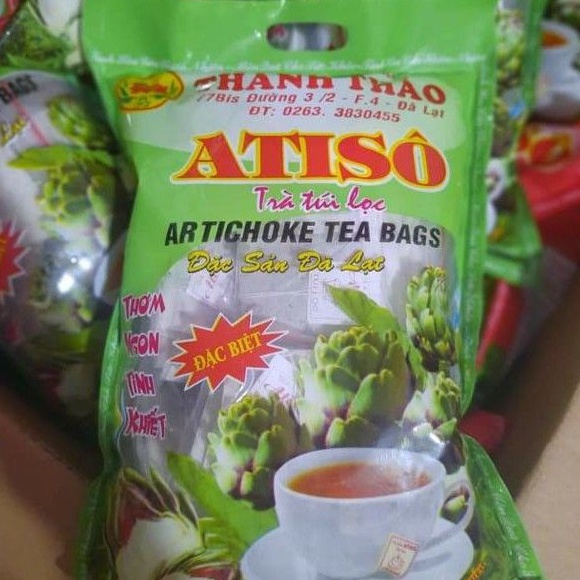 THANH THẢO
77Bis Đường 3/2 - F.4 - Đà Lạt
ĐT: 0263. 3830455
ATISÔ
Trà túi lọc
ARTICHOKE TEA BAGS
Đặc Sản Đà Lạt
THƠM
NGON
TINH
KHIẾT
ĐẶC BIỆT
BAGS